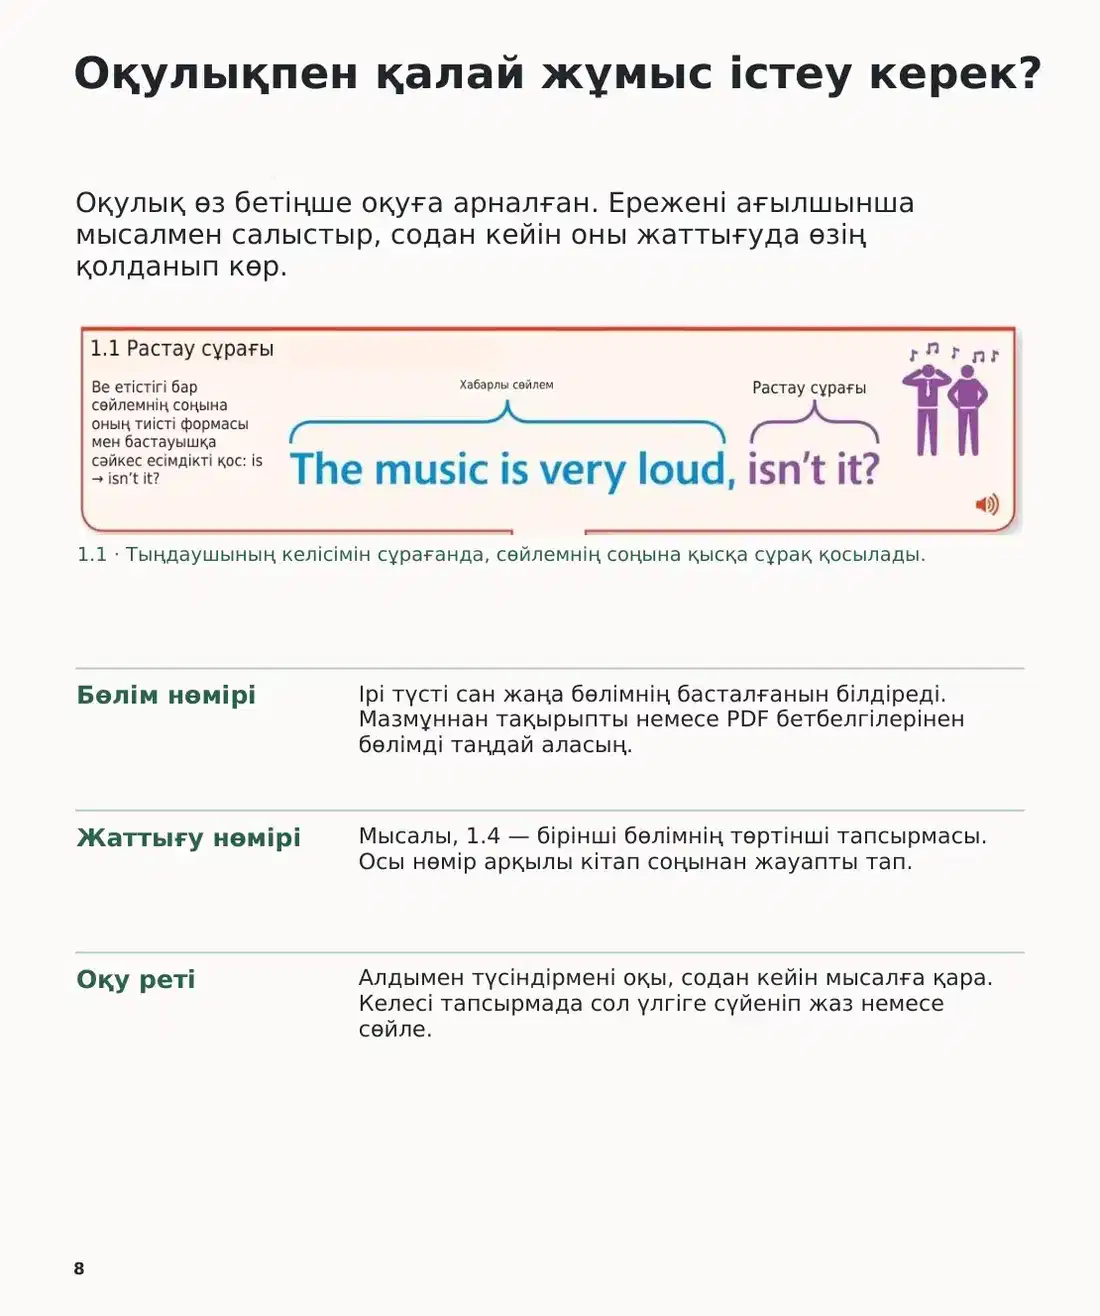 Оқулықпен қалай жұмыс істеу керек?
Оқулық өз бетіңше оқуға арналған. Ережені ағылшынша
мысалмен салыстыр, содан кейін оны жаттығуда өзің
қолданып көр.
1.1 Растау сұрағы
Be етістігі бар
сөйлемнің соңына
оның тиісті формасы
мен бастауышқа
сәйкес есімдікті қос: is
→ isn’t it?
Хабарлы сөйлем
Растау сұрағы
The music is very loud, isn’t it?
1.1 · Тыңдаушының келісімін сұрағанда, сөйлемнің соңына қысқа сұрақ қосылады.
Бөлім нөмірі
Ірі түсті сан жаңа бөлімнің басталғанын білдіреді.
Мазмұннан тақырыпты немесе PDF бетбелгілерінен
бөлімді таңдай аласың.
Жаттығу нөмірі
Мысалы, 1.4 — бірінші бөлімнің төртінші тапсырмасы.
Осы нөмір арқылы кітап соңынан жауапты тап.
Оқу реті
Алдымен түсіндірмені оқы, содан кейін мысалға қара.
Келесі тапсырмада сол үлгіге сүйеніп жаз немесе
сөйле.
8